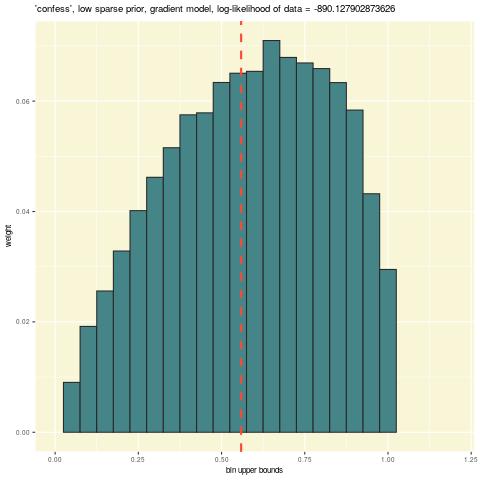 'confess', low sparse prior, gradient model, log-likelihood of data = -890.127902873626
weight
0.06
0.04
0.02
0.00
0.00 0.25 0.50 0.75 1.00 1.25
bin upper bounds